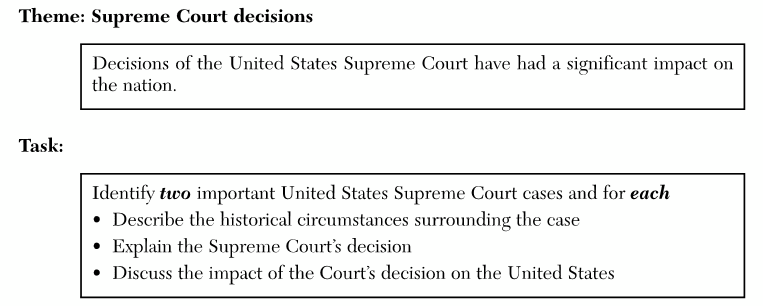 Theme: Supreme Court decisions
Decisions of the United States Supreme Court have had a significant impact on
the nation.
Task:
Identify two important United States Supreme Court cases and for each
• Describe the historical circumstances surrounding the case
• Explain the Supreme Court’s decision
• Discuss the impact of the Court’s decision on the United States